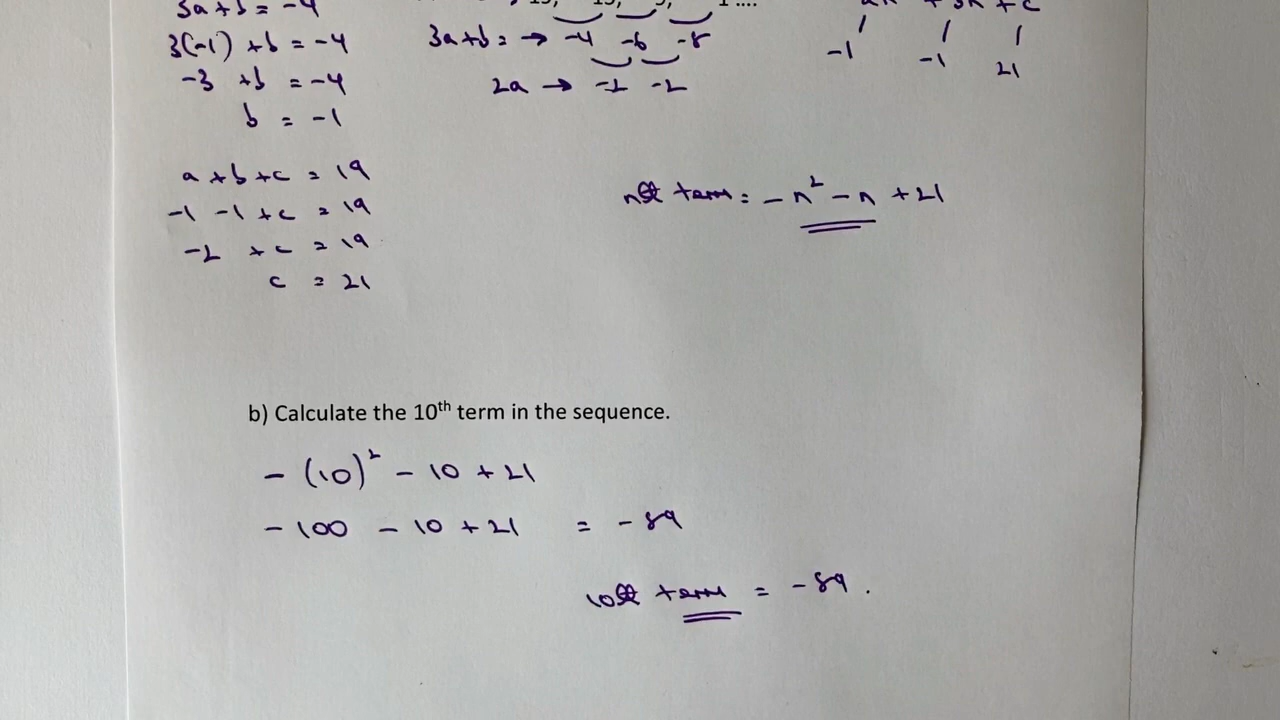 3a + b = -4
3(-1) + b = -4
-3 + b = -4
b = -1
a + b + c = 19
-1 -1 + c = 19
-2 + c = 19
c = 21
3a + b = → -4 -6 -8
2a → -2 -2
-1 -1 21
nth term = -n² - n + 21
b) Calculate the 10th term in the sequence.
- (10)² - 10 + 21
- 100 - 10 + 21 = - 89
10th term = - 89 .